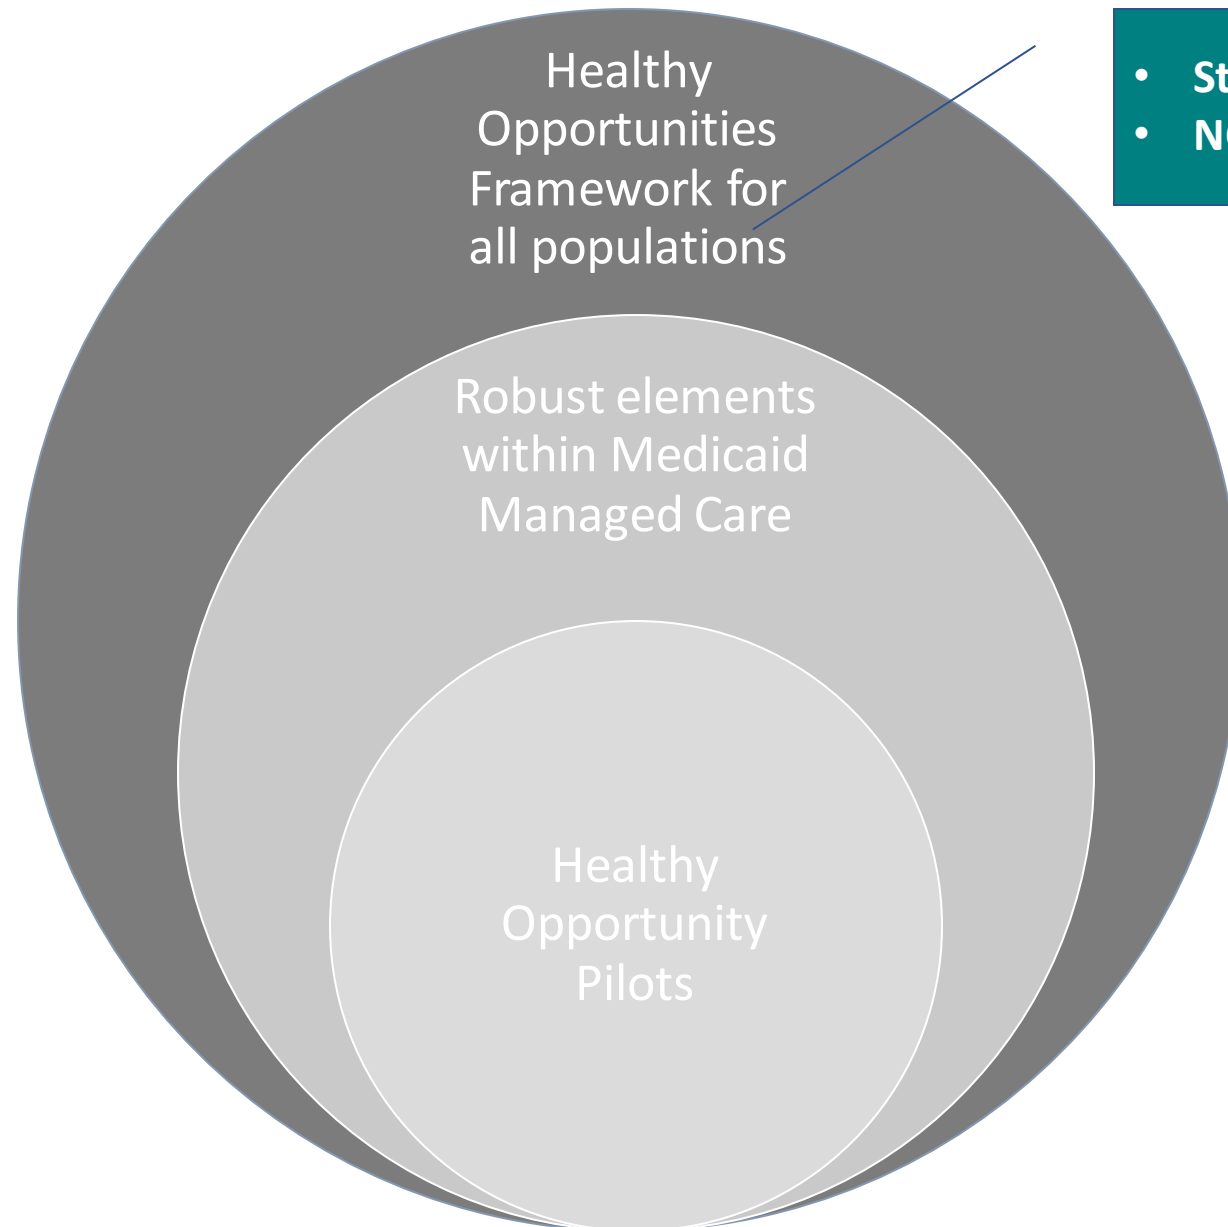 Healthy
Opportunities
Framework for
all populations
•
•
Robust elements
within Medicaid
Managed Care
Healthy
Opportunity
Pilots